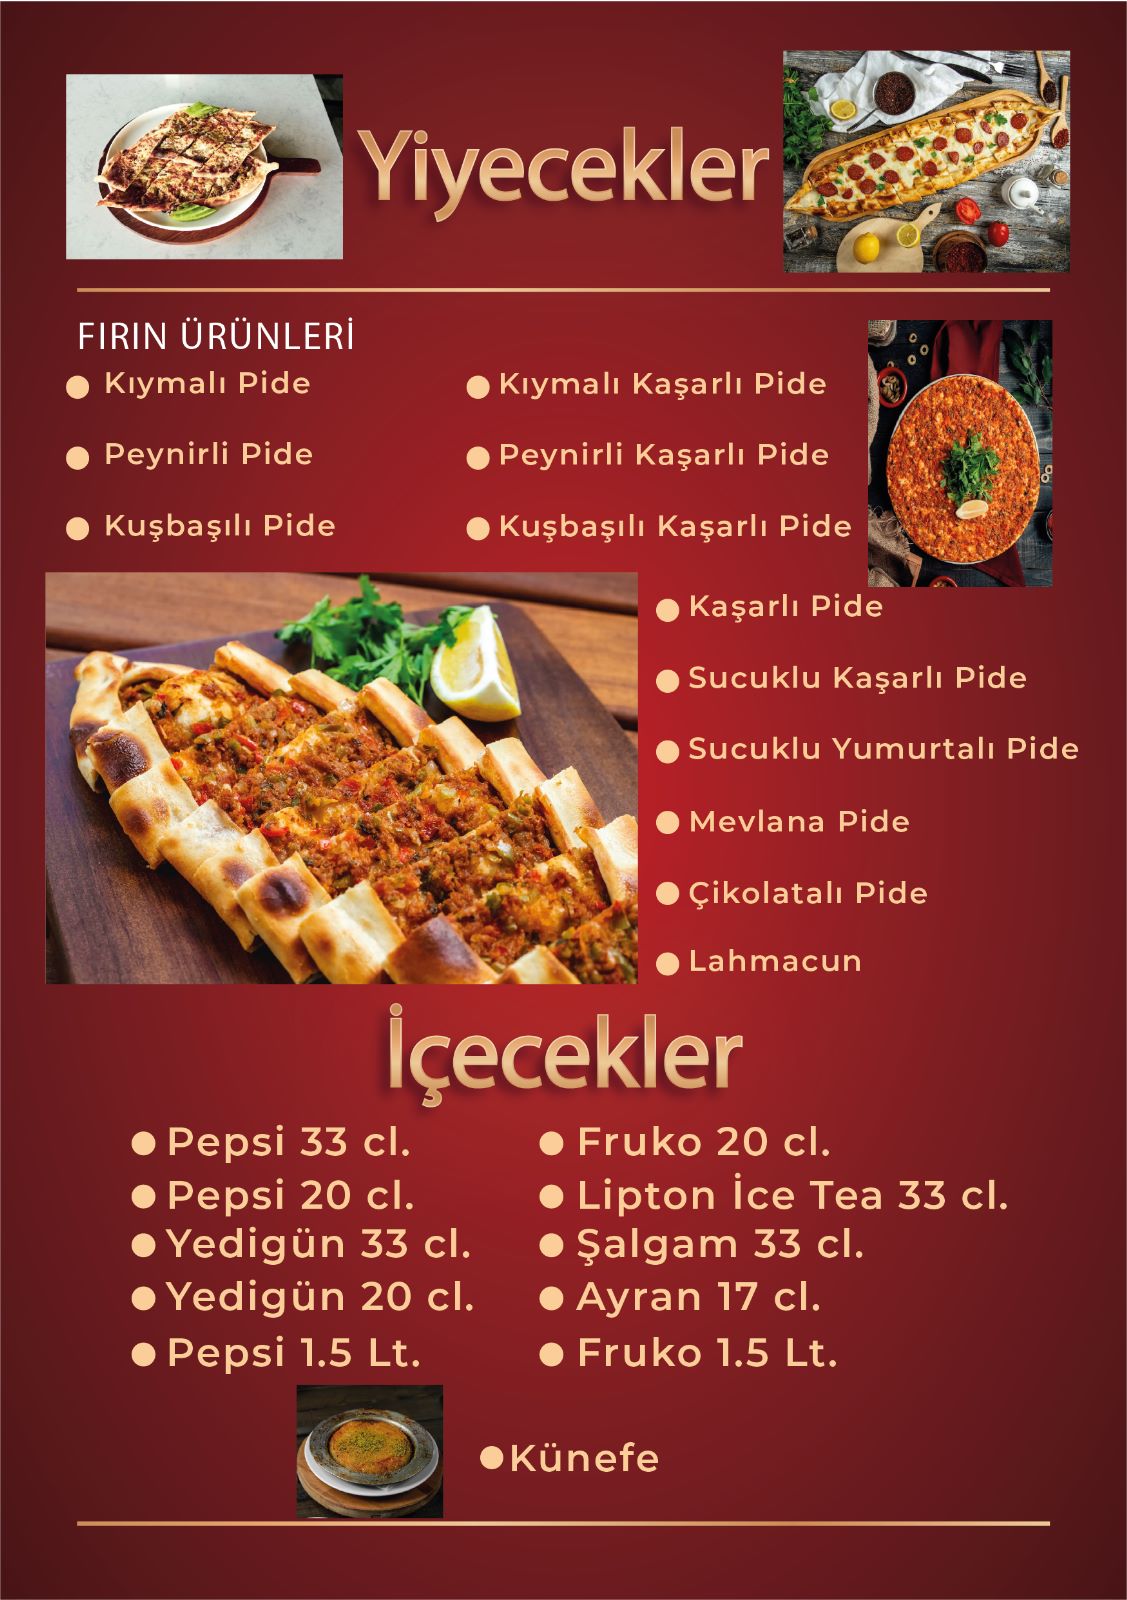 Yiyecekler
FIRIN ÜRÜNLERİ
Kıymalı Pide
Peynirli Pide
Kuşbaşılı Pide
Kıymalı Kaşarlı Pide
Peynirli Kaşarlı Pide
Kuşbaşılı Kaşarlı Pide
Kaşarlı Pide
Sucuklu Kaşarlı Pide
Sucuklu Yumurtalı Pide
Mevlana Pide
Çikolatalı Pide
Lahmacun
İçecekler
Pepsi 33 cl.
Pepsi 20 cl.
Yedigün 33 cl.
Yedigün 20 cl.
Pepsi 1.5 Lt.
Fruko 20 cl.
Lipton İce Tea 33 cl.
Şalgam 33 cl.
Ayran 17 cl.
Fruko 1.5 Lt.
Künefe